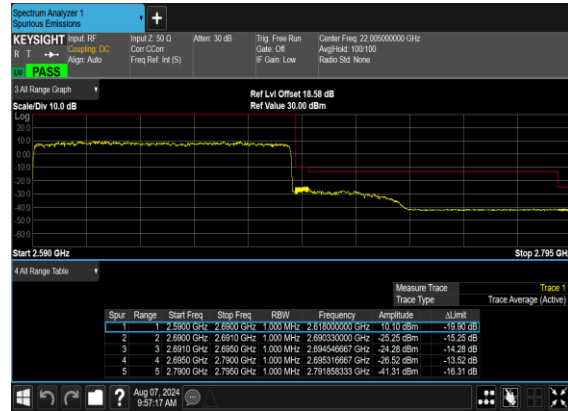 Spectrum Analyzer 1
Spurious Emissions
+
KEYSIGHT Input: RF Input Z: 50 Ω Atten: 30 dB Trig: Free Run Center Freq: 22.005000000 GHz
R T Coupling: DC Corr CCorr Gate: Off Avg|Hold: 100/100
Align: Auto Freq Ref: Int (S) IF Gain: Low Radio Std: None
LW PASS
3 All Range Graph
Ref Lvl Offset 18.58 dB
Scale/Div 10.0 dB Ref Value 30.00 dBm
Log
20.0
10.0
0.00
-10.0
-20.0
-30.0
-40.0
-50.0
-60.0
Start 2.590 GHz Stop 2.795 GHz
4 All Range Table
Measure Trace Trace 1
Trace Type Trace Average (Active)
Spur Range Start Freq Stop Freq RBW Frequency Amplitude ΔLimit
1 1 2.5900 GHz 2.6900 GHz 1.000 MHz 2.618000000 GHz 10.10 dBm -19.90 dB
2 2 2.6900 GHz 2.6910 GHz 1.000 MHz 2.690330000 GHz -25.25 dBm -15.25 dB
3 3 2.6910 GHz 2.6950 GHz 1.000 MHz 2.694546667 GHz -24.28 dBm -14.28 dB
4 4 2.6950 GHz 2.7900 GHz 1.000 MHz 2.695316667 GHz -26.52 dBm -13.52 dB
5 5 2.7900 GHz 2.7950 GHz 1.000 MHz 2.791858333 GHz -41.31 dBm -16.31 dB
? Aug 07, 2024
9:57:17 AM